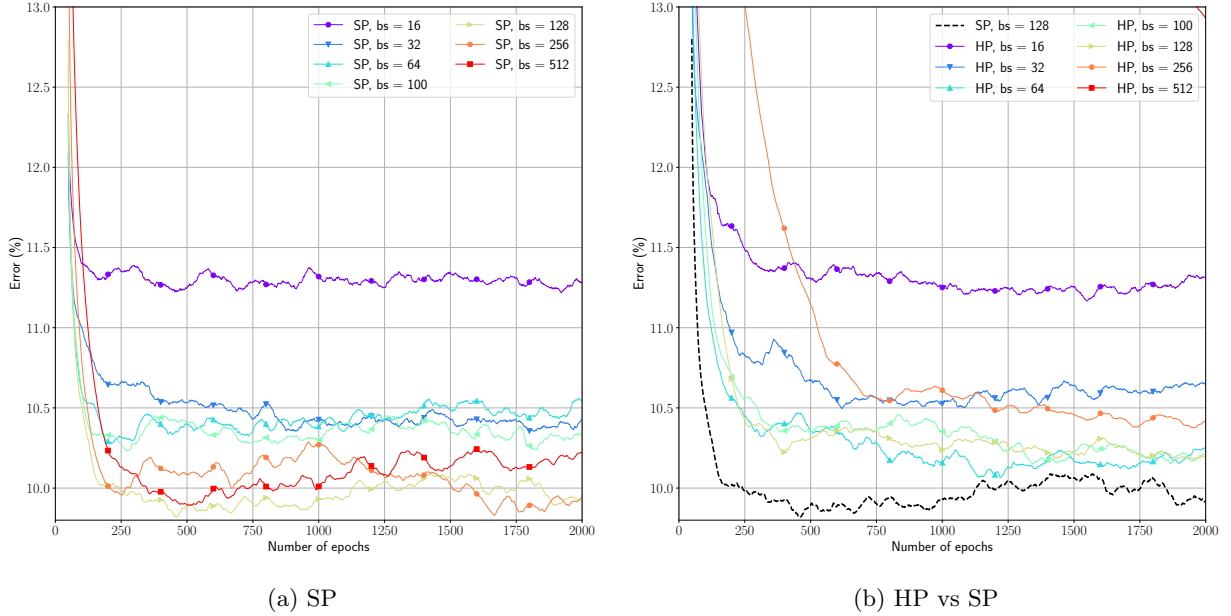 13.0
12.5
12.0
11.5
11.0
10.5
10.0
Error (%)
0 250 500 750 1000 1250 1500 1750 2000
Number of epochs
SP, bs = 16
SP, bs = 32
SP, bs = 64
SP, bs = 100
SP, bs = 128
SP, bs = 256
SP, bs = 512
(a) SP
13.0
12.5
12.0
11.5
11.0
10.5
10.0
Error (%)
0 250 500 750 1000 1250 1500 1750 2000
Number of epochs
SP, bs = 128
HP, bs = 16
HP, bs = 32
HP, bs = 64
HP, bs = 100
HP, bs = 128
HP, bs = 256
HP, bs = 512
(b) HP vs SP